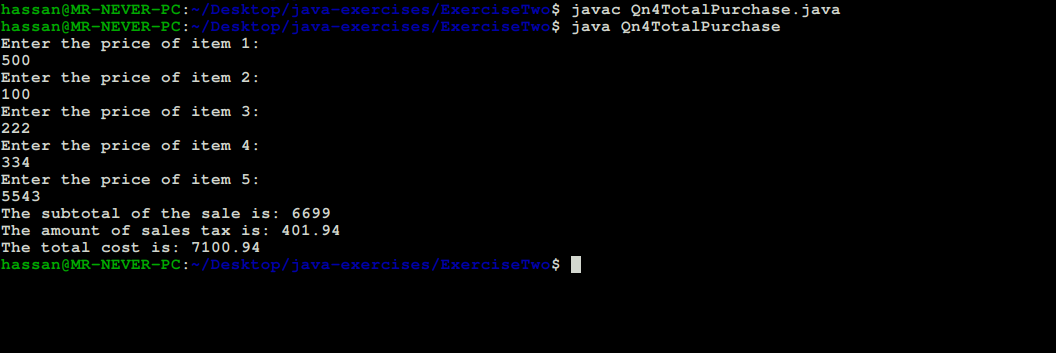 hassan@MR-NEVER-PC:~/Desktop/java-exercises/ExerciseTwo$ javac Qn4TotalPurchase.java
hassan@MR-NEVER-PC:~/Desktop/java-exercises/ExerciseTwo$ java Qn4TotalPurchase
Enter the price of item 1:
500
Enter the price of item 2:
100
Enter the price of item 3:
222
Enter the price of item 4:
334
Enter the price of item 5:
5543
The subtotal of the sale is: 6699
The amount of sales tax is: 401.94
The total cost is: 7100.94
hassan@MR-NEVER-PC:~/Desktop/java-exercises/ExerciseTwo$